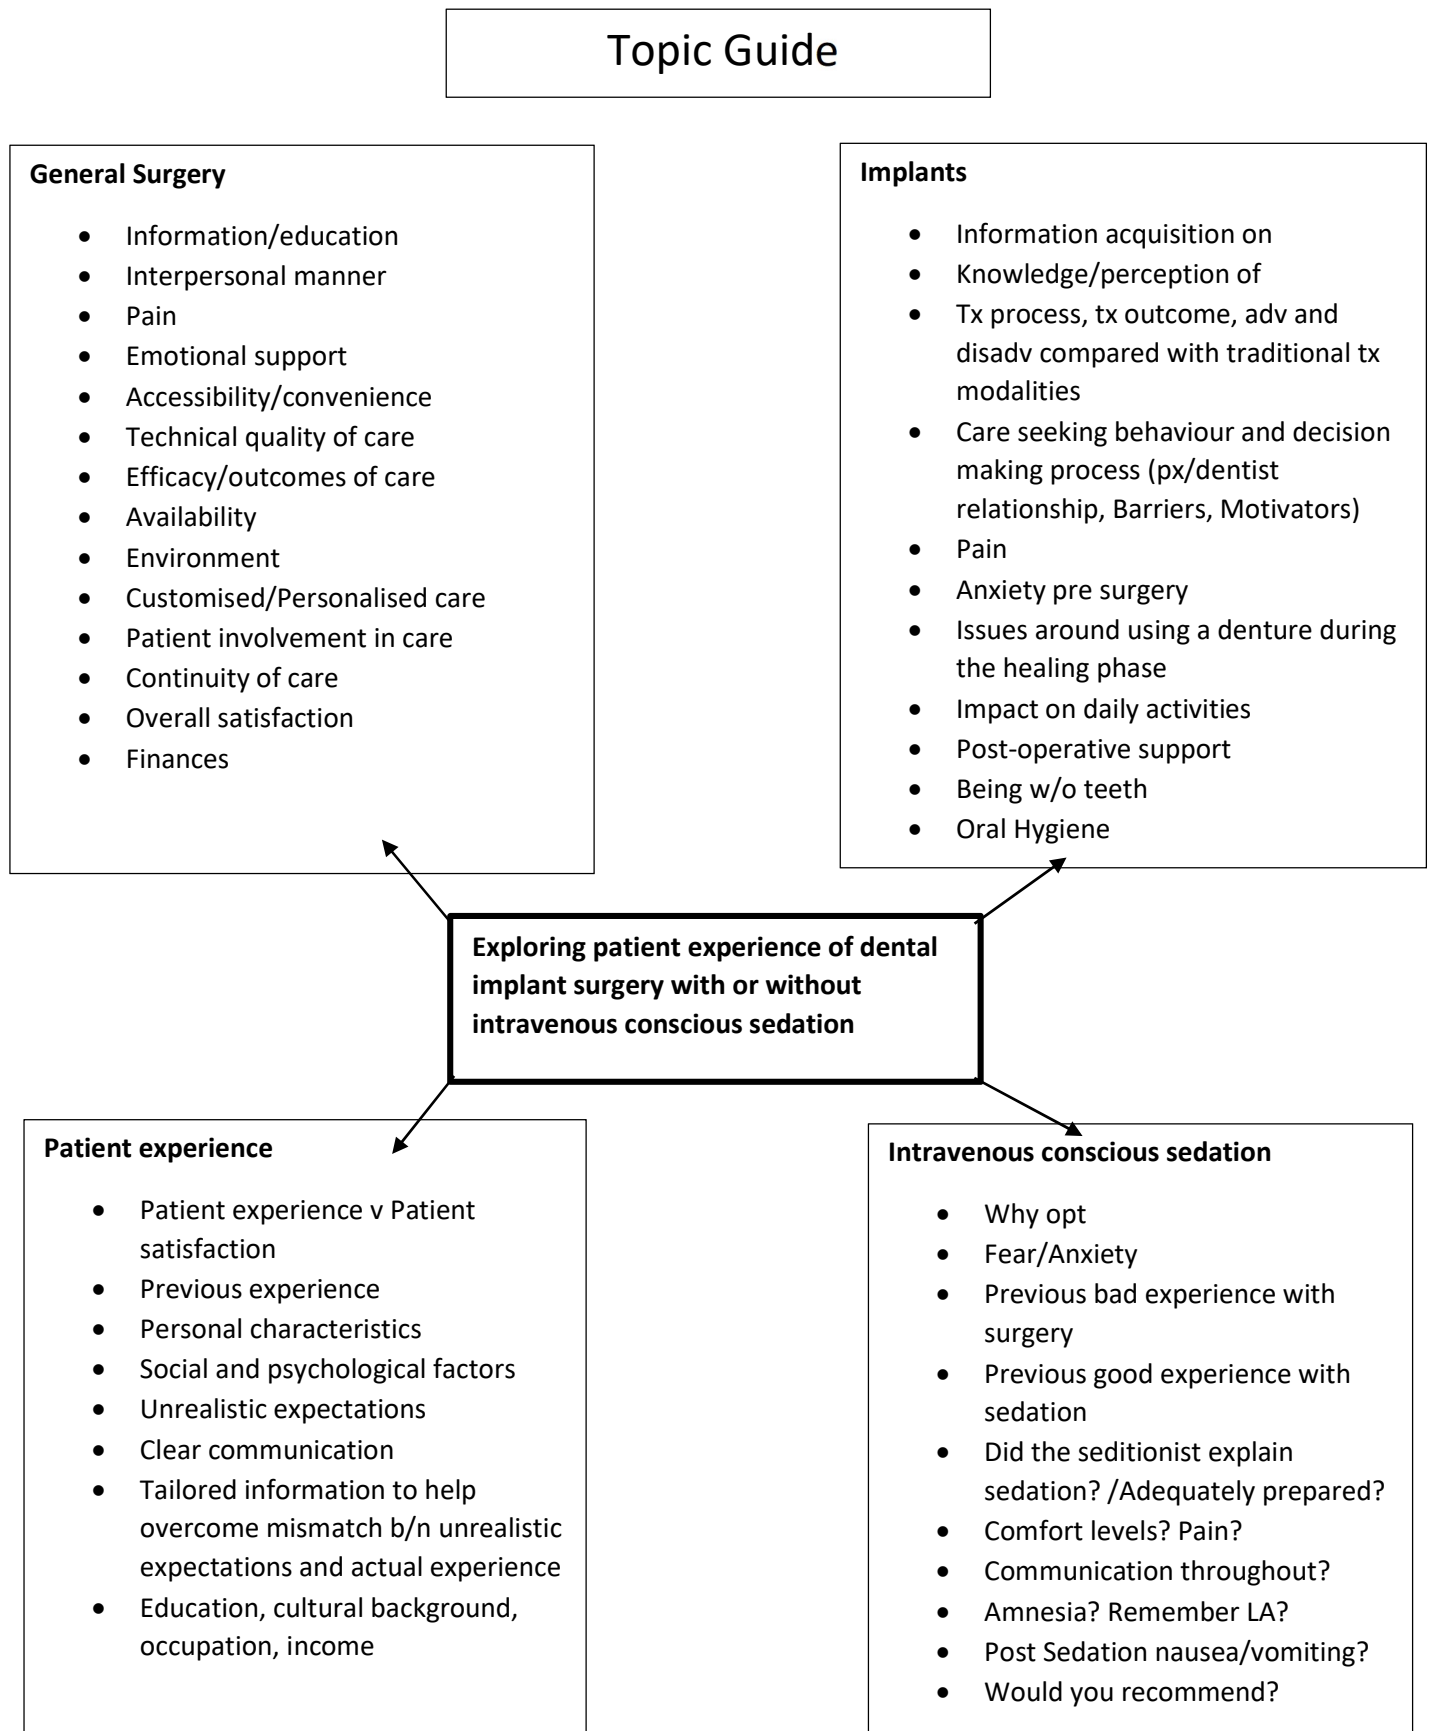 Topic Guide
General Surgery
• Information/education
• Interpersonal manner
• Pain
• Emotional support
• Accessibility/convenience
• Technical quality of care
• Efficacy/outcomes of care
• Availability
• Environment
• Customised/Personalised care
• Patient involvement in care
• Continuity of care
• Overall satisfaction
• Finances
Implants
• Information acquisition on
• Knowledge/perception of
• Tx process, tx outcome, adv and
disadv compared with traditional tx
modalities
• Care seeking behaviour and decision
making process (px/dentist
relationship, Barriers, Motivators)
• Pain
• Anxiety pre surgery
• Issues around using a denture during
the healing phase
• Impact on daily activities
• Post-operative support
• Being w/o teeth
• Oral Hygiene
Exploring patient experience of dental
implant surgery with or without
intravenous conscious sedation
Patient experience
• Patient experience v Patient
satisfaction
• Previous experience
• Personal characteristics
• Social and psychological factors
• Unrealistic expectations
• Clear communication
• Tailored information to help
overcome mismatch b/n unrealistic
expectations and actual experience
• Education, cultural background,
occupation, income
Intravenous conscious sedation
• Why opt
• Fear/Anxiety
• Previous bad experience with
surgery
• Previous good experience with
sedation
• Did the seditionist explain
sedation? /Adequately prepared?
• Comfort levels? Pain?
• Communication throughout?
• Amnesia? Remember LA?
• Post Sedation nausea/vomiting?
• Would you recommend?